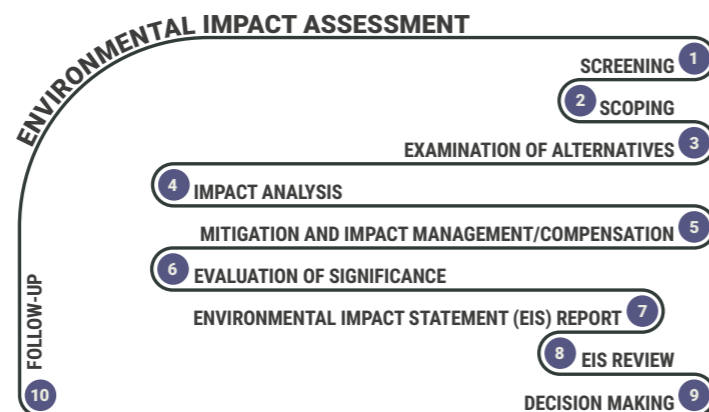 ENVIRONMENTAL IMPACT ASSESSMENT
SCREENING 1
2 SCOPING
EXAMINATION OF ALTERNATIVES 3
4 IMPACT ANALYSIS
MITIGATION AND IMPACT MANAGEMENT/COMPENSATION 5
6 EVALUATION OF SIGNIFICANCE
ENVIRONMENTAL IMPACT STATEMENT (EIS) REPORT 7
8 EIS REVIEW
DECISION MAKING 9
10 FOLLOW-UP